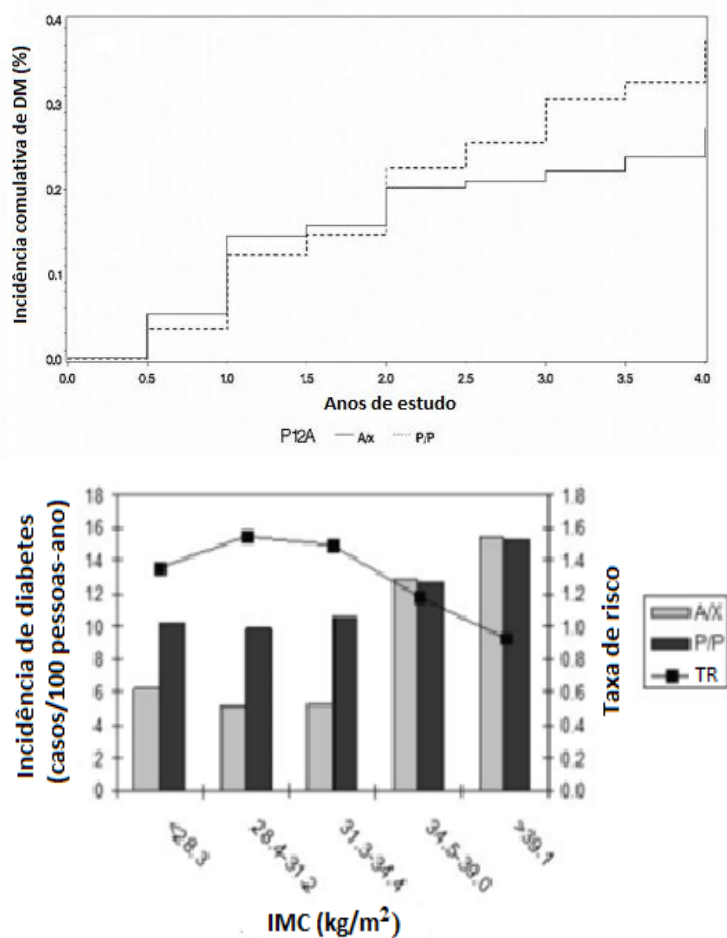 Incidência comulativa de DM (%)
0.4
0.3
0.2
0.1
0.0
0.0 0.5 1.0 1.5 2.0 2.5 3.0 3.5 4.0
Anos de estudo
P12A A/x P/P
Incidência de diabetes
(casos/100 pessoas-ano)
18
16
14
12
10
8
6
4
2
0
1.8
1.6
1.4
1.2
1.0
0.8
0.6
0.4
0.2
0.0
Taxa de risco
A/X
P/P
TR
<28.3 28.4-31.2 31.3-34.4 34.5-39.0 >39.1
IMC (kg/m²)